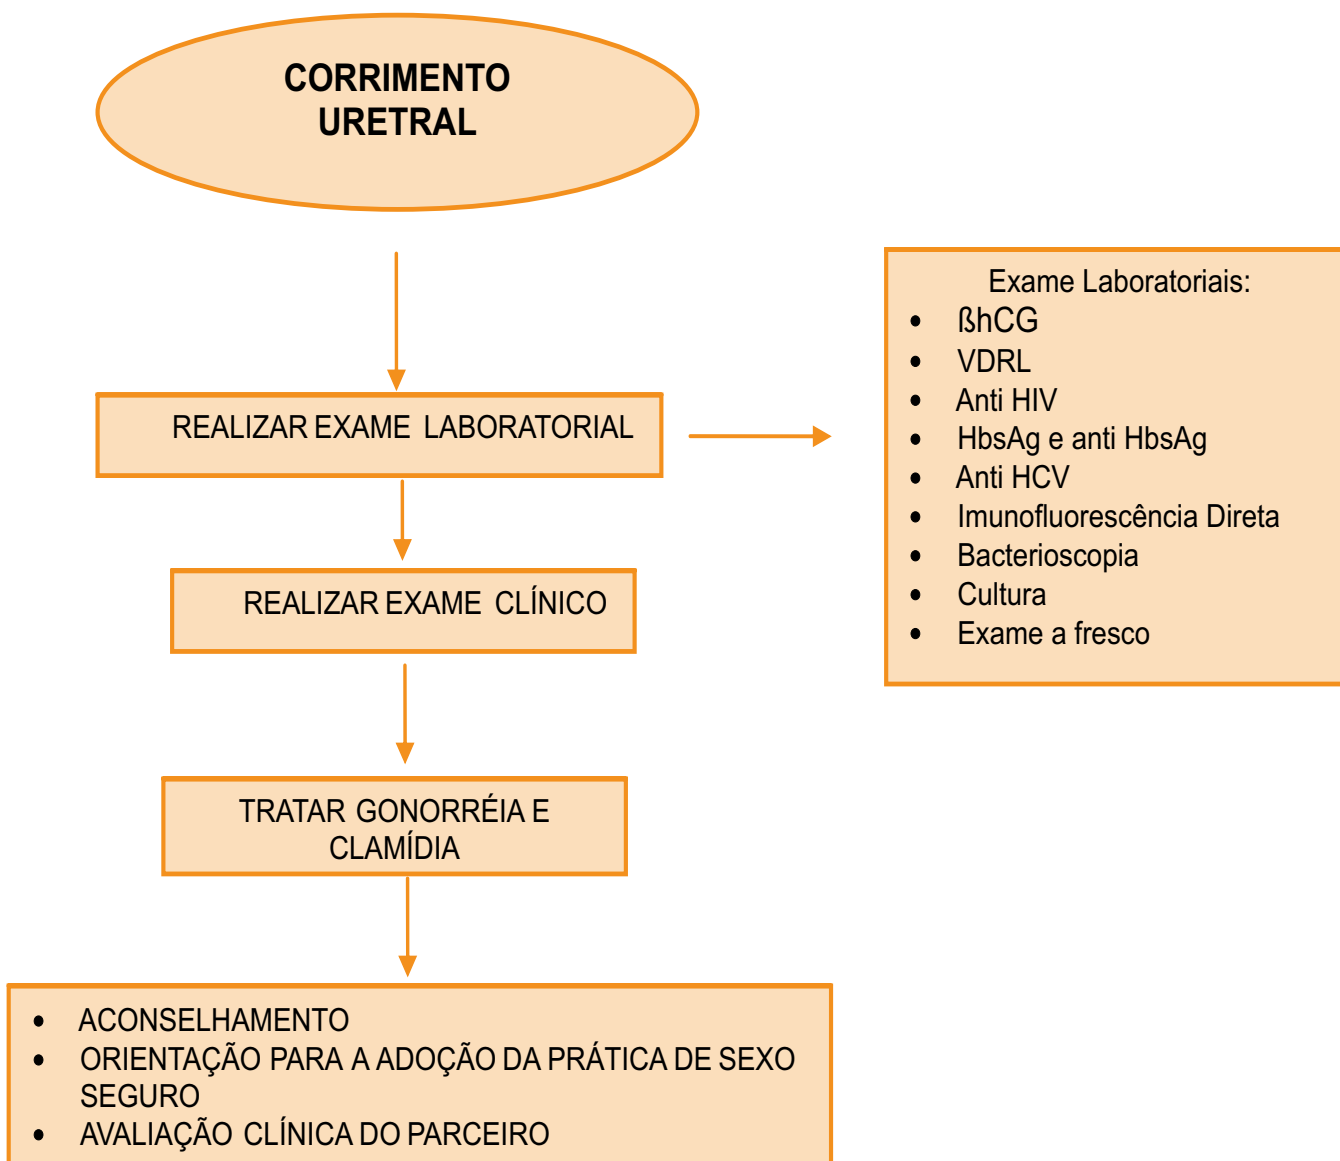 CORRIMENTO
URETRAL
REALIZAR EXAME LABORATORIAL
Exame Laboratoriais:
• ßhCG
• VDRL
• Anti HIV
• HbsAg e anti HbsAg
• Anti HCV
• Imunofluorescência Direta
• Bacterioscopia
• Cultura
• Exame a fresco
REALIZAR EXAME CLÍNICO
TRATAR GONORRÉIA E
CLAMÍDIA
• ACONSELHAMENTO
• ORIENTAÇÃO PARA A ADOÇÃO DA PRÁTICA DE SEXO
SEGURO
• AVALIAÇÃO CLÍNICA DO PARCEIRO